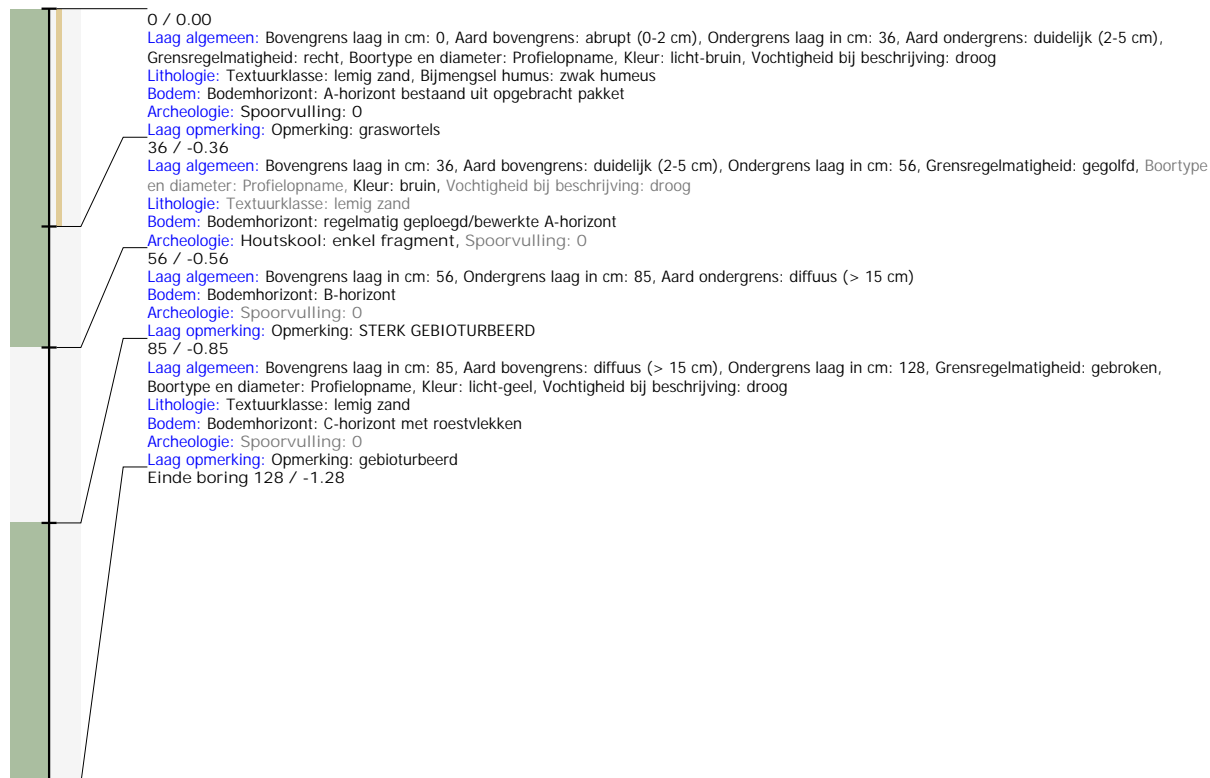 0 / 0.00
Laag algemeen: Bovengrens laag in cm: 0, Aard bovengrens: abrupt (0-2 cm), Ondergrens laag in cm: 36, Aard ondergrens: duidelijk (2-5 cm),
Grensregelmatigheid: recht, Boortype en diameter: Profielopname, Kleur: licht-bruin, Vochtigheid bij beschrijving: droog
Lithologie: Textuurklasse: lemig zand, Bijmengsel humus: zwak humeus
Bodem: Bodemhorizont: A-horizont bestaand uit opgebracht pakket
Archeologie: Spoorvulling: 0
Laag opmerking: Opmerking: graswortels
36 / -0.36
Laag algemeen: Bovengrens laag in cm: 36, Aard bovengrens: duidelijk (2-5 cm), Ondergrens laag in cm: 56, Grensregelmatigheid: gegolfd, Boortype
en diameter: Profielopname, Kleur: bruin, Vochtigheid bij beschrijving: droog
Lithologie: Textuurklasse: lemig zand
Bodem: Bodemhorizont: regelmatig geploegd/bewerkte A-horizont
Archeologie: Houtskool: enkel fragment, Spoorvulling: 0
56 / -0.56
Laag algemeen: Bovengrens laag in cm: 56, Ondergrens laag in cm: 85, Aard ondergrens: diffuus (> 15 cm)
Bodem: Bodemhorizont: B-horizont
Archeologie: Spoorvulling: 0
Laag opmerking: Opmerking: STERK GEBIOTURBEERD
85 / -0.85
Laag algemeen: Bovengrens laag in cm: 85, Aard bovengrens: diffuus (> 15 cm), Ondergrens laag in cm: 128, Grensregelmatigheid: gebroken,
Boortype en diameter: Profielopname, Kleur: licht-geel, Vochtigheid bij beschrijving: droog
Lithologie: Textuurklasse: lemig zand
Bodem: Bodemhorizont: C-horizont met roestvlekken
Archeologie: Spoorvulling: 0
Laag opmerking: Opmerking: gebioturbeerd
Einde boring 128 / -1.28